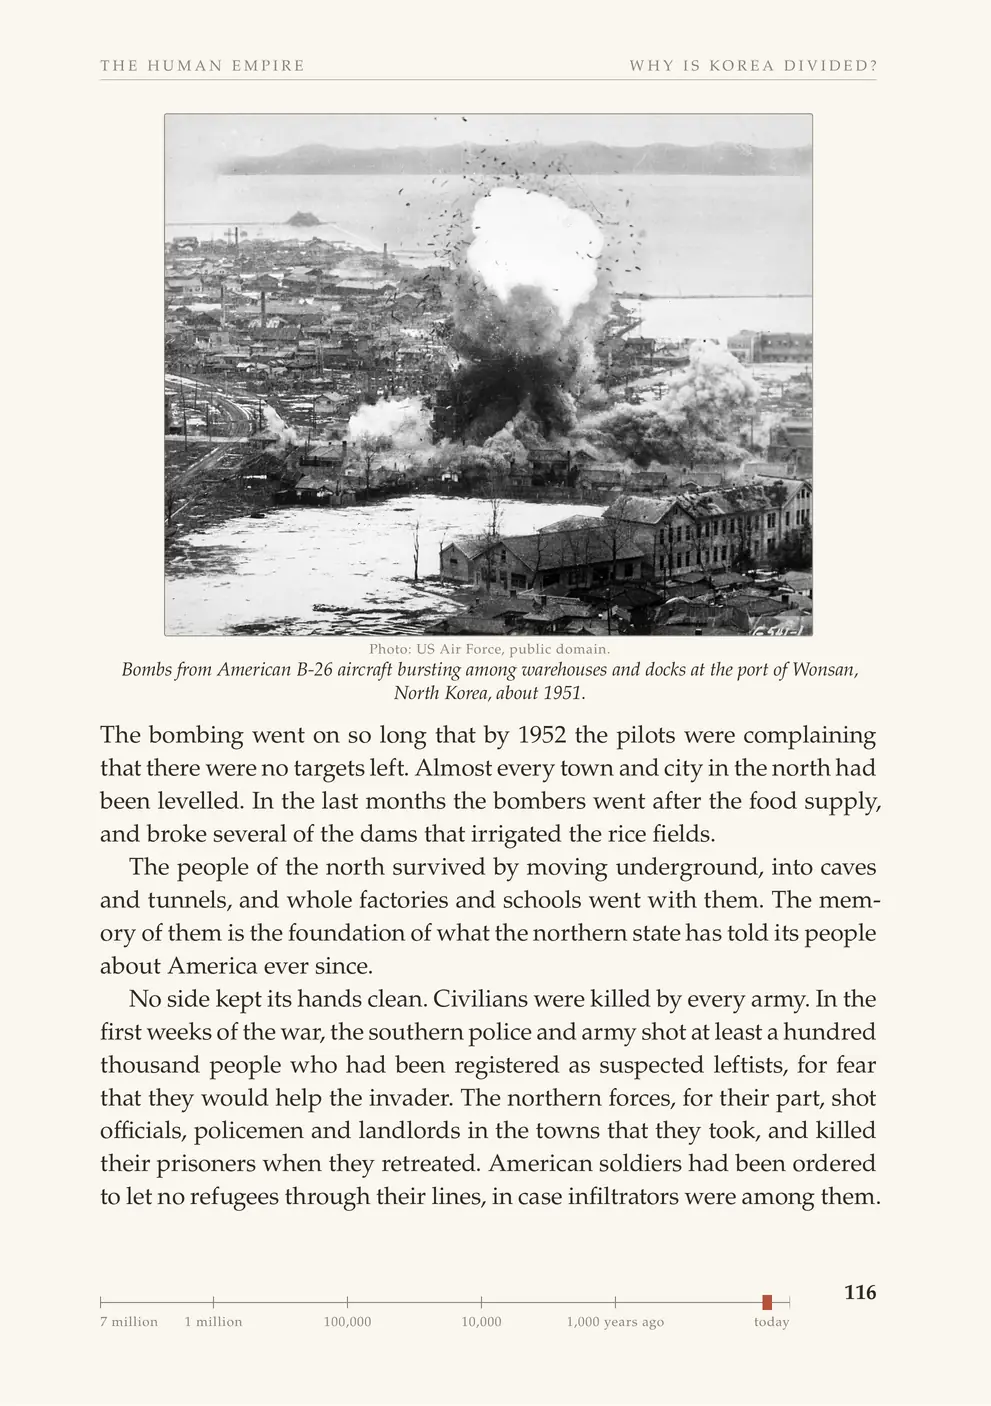 THE HUMAN EMPIRE
WHY IS KOREA DIVIDED?
Photo: US Air Force, public domain.
Bombs from American B-26 aircraft bursting among warehouses and docks at the port of Wonsan,
North Korea, about 1951.
The bombing went on so long that by 1952 the pilots were complaining
that there were no targets left. Almost every town and city in the north had
been levelled. In the last months the bombers went after the food supply,
and broke several of the dams that irrigated the rice fields.
The people of the north survived by moving underground, into caves
and tunnels, and whole factories and schools went with them. The mem-
ory of them is the foundation of what the northern state has told its people
about America ever since.
No side kept its hands clean. Civilians were killed by every army. In the
first weeks of the war, the southern police and army shot at least a hundred
thousand people who had been registered as suspected leftists, for fear
that they would help the invader. The northern forces, for their part, shot
officials, policemen and landlords in the towns that they took, and killed
their prisoners when they retreated. American soldiers had been ordered
to let no refugees through their lines, in case infiltrators were among them.
116
7 million 1 million 100,000 10,000 1,000 years ago today